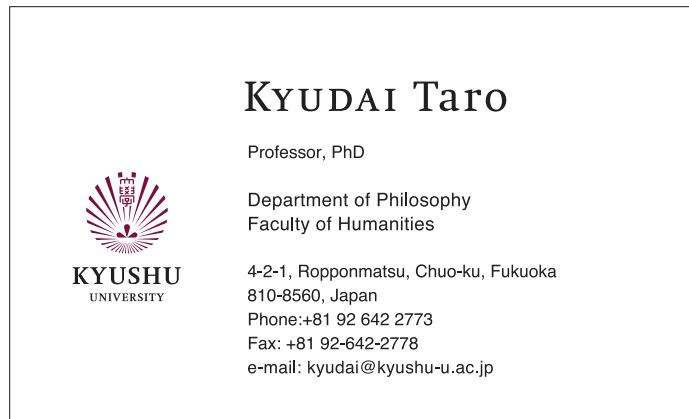 KYUDAI Taro
Professor, PhD
Department of Philosophy
Faculty of Humanities
KYUSHU
UNIVERSITY
4-2-1, Ropponmatsu, Chuo-ku, Fukuoka
810-8560, Japan
Phone:+81 92 642 2773
Fax: +81 92-642-2778
e-mail: kyudai@kyushu-u.ac.jp